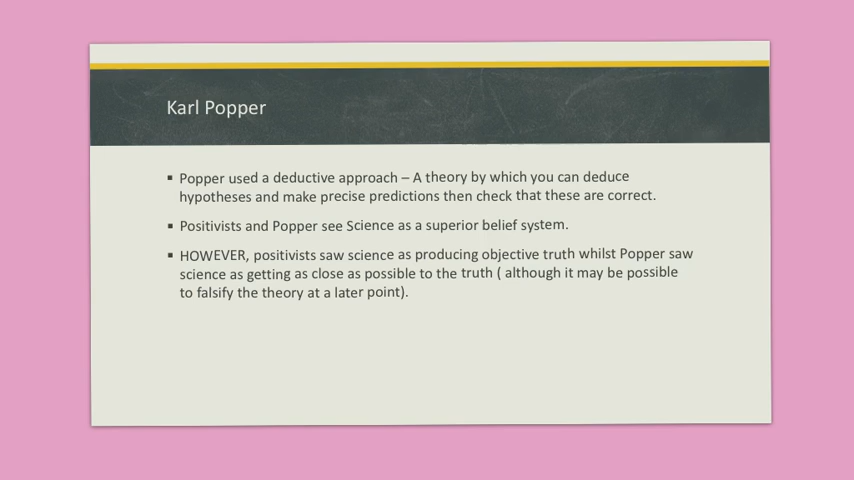 Karl Popper
▪ Popper used a deductive approach – A theory by which you can deduce
hypotheses and make precise predictions then check that these are correct.
▪ Positivists and Popper see Science as a superior belief system.
▪ HOWEVER, positivists saw science as producing objective truth whilst Popper saw
science as getting as close as possible to the truth ( although it may be possible
to falsify the theory at a later point).